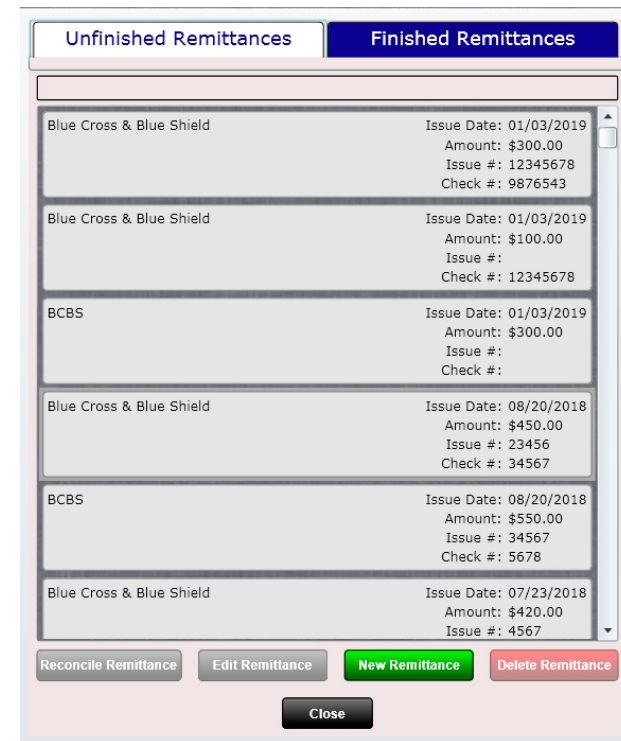 Unfinished Remittances
Finished Remittances
Blue Cross & Blue Shield Issue Date: 01/03/2019
Amount: $300.00
Issue #: 12345678
Check #: 9876543
Blue Cross & Blue Shield Issue Date: 01/03/2019
Amount: $100.00
Issue #:
Check #: 12345678
BCBS Issue Date: 01/03/2019
Amount: $300.00
Issue #:
Check #:
Blue Cross & Blue Shield Issue Date: 08/20/2018
Amount: $450.00
Issue #: 23456
Check #: 34567
BCBS Issue Date: 08/20/2018
Amount: $550.00
Issue #: 34567
Check #: 5678
Blue Cross & Blue Shield Issue Date: 07/23/2018
Amount: $420.00
Issue #: 4567
Reconcile Remittance
Edit Remittance
New Remittance
Delete Remittance
Close